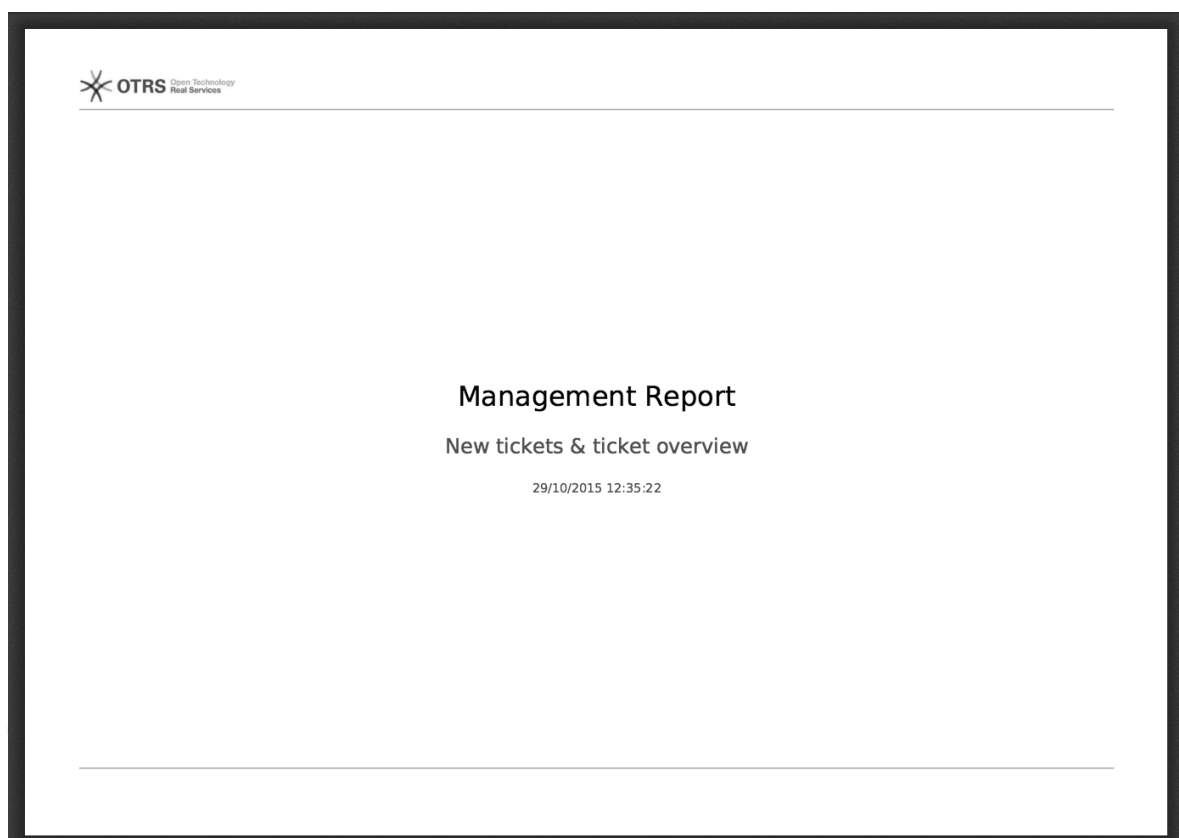 OTRS Open Technology
Real Services
Management Report
New tickets & ticket overview
29/10/2015 12:35:22